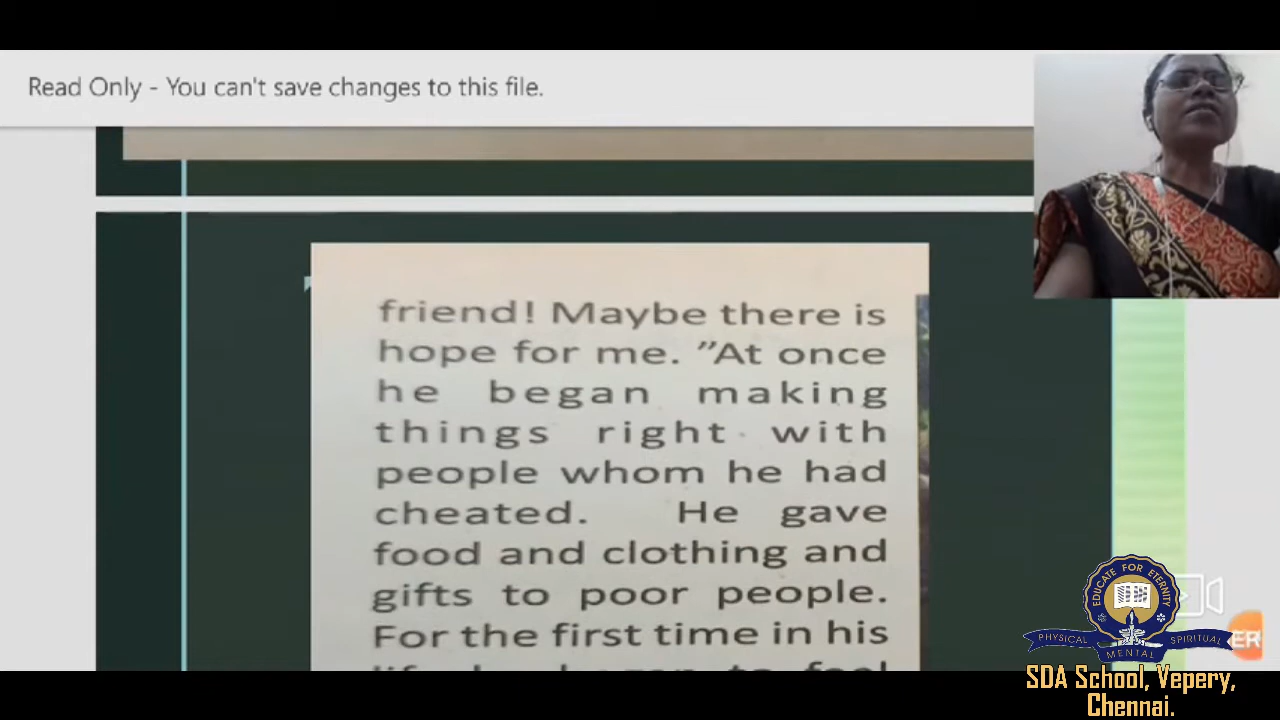 Read Only - You can't save changes to this file.
friend! Maybe there is
hope for me. ”At once
he began making
things right with
people whom he had
cheated. He gave
food and clothing and
gifts to poor people.
For the first time in his
EDUCATE FOR ETERNITY
PHYSICAL MENTAL SPIRITUAL
ER
SDA School, Vepery,
Chennai.